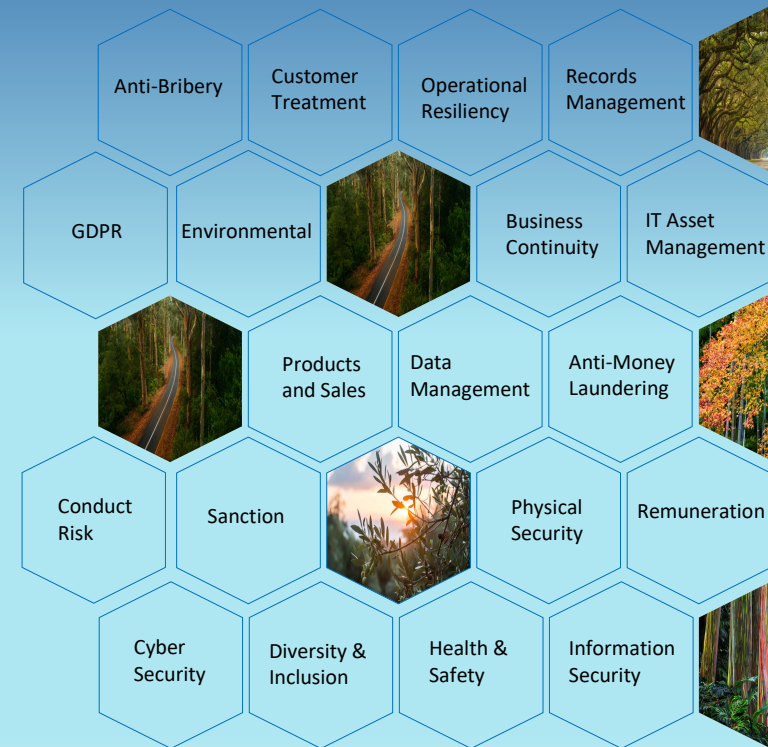 Anti-Bribery
Customer
Treatment
Operational
Resiliency
Records
Management
GDPR
Environmental
Business
Continuity
IT Asset
Management
Products
and Sales
Data
Management
Anti-Money
Laundering
Conduct
Risk
Sanction
Physical
Security
Remuneration
Cyber
Security
Diversity &
Inclusion
Health &
Safety
Information
Security